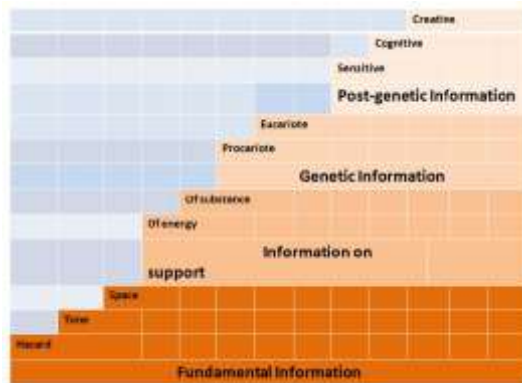 Creative
Cognitive
Sensitive
Post-genetic Information
Eucariote
Procariote
Genetic Information
Of substance
Of energy
Information on
support
Space
Time
Hazard
Fundamental Information